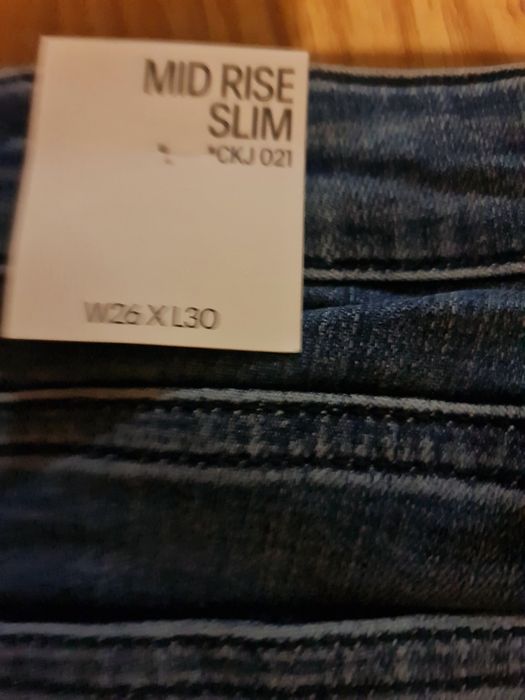 MID RISE
SLIM
*CKJ 021
W26 X L30